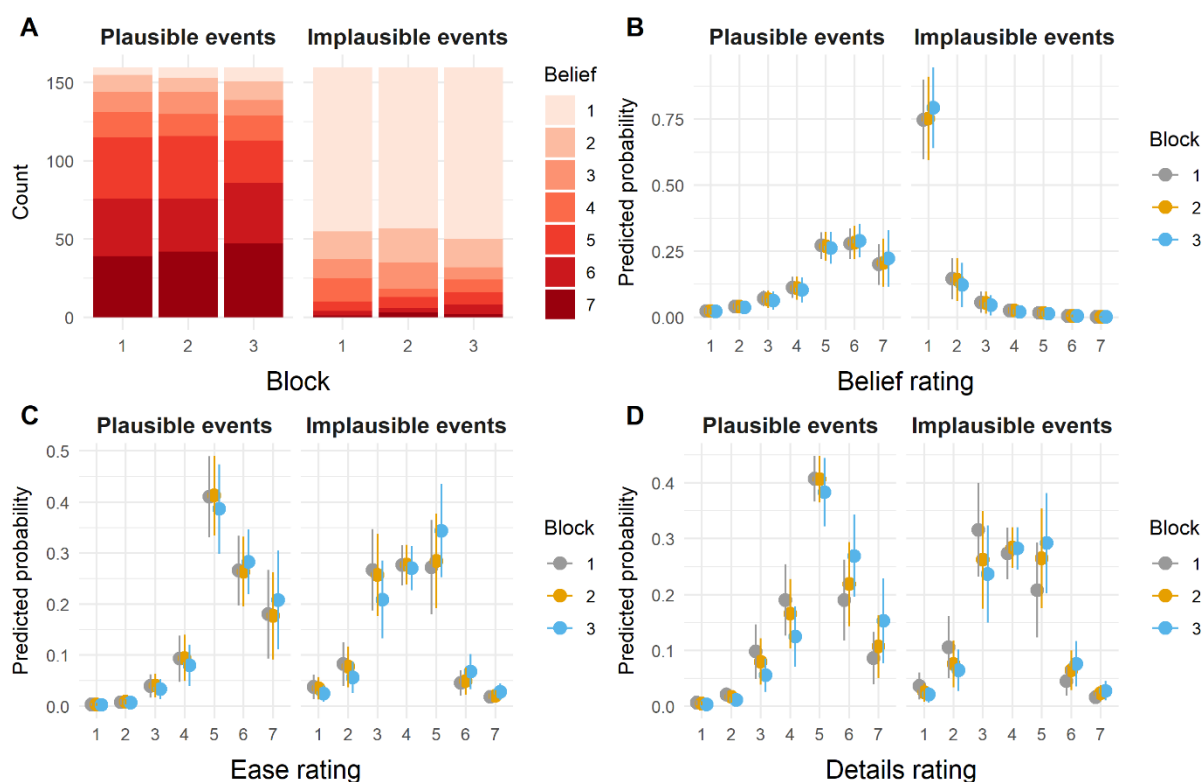 A
Plausible events
Implausible events
150
100
50
0
Count
1 2 3
1 2 3
Block
Belief
1
2
3
4
5
6
7
B
Plausible events
Implausible events
0.75
0.50
0.25
0.00
Predicted probability
1 2 3 4 5 6 7
1 2 3 4 5 6 7
Belief rating
Block
1
2
3
C
Plausible events
Implausible events
0.5
0.4
0.3
0.2
0.1
0.0
Predicted probability
1 2 3 4 5 6 7
1 2 3 4 5 6 7
Ease rating
Block
1
2
3
D
Plausible events
Implausible events
0.4
0.3
0.2
0.1
0.0
Predicted probability
1 2 3 4 5 6 7
1 2 3 4 5 6 7
Details rating
Block
1
2
3